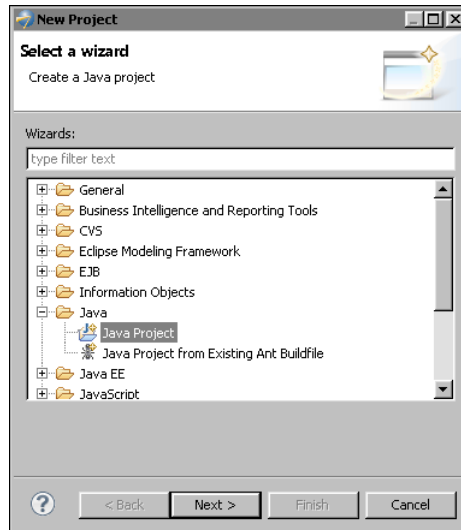 New Project
Select a wizard
Create a Java project
Wizards:
type filter text
General
Business Intelligence and Reporting Tools
CVS
Eclipse Modeling Framework
EJB
Information Objects
Java
Java Project
Java Project from Existing Ant Buildfile
Java EE
JavaScript
?
< Back Next > Finish Cancel